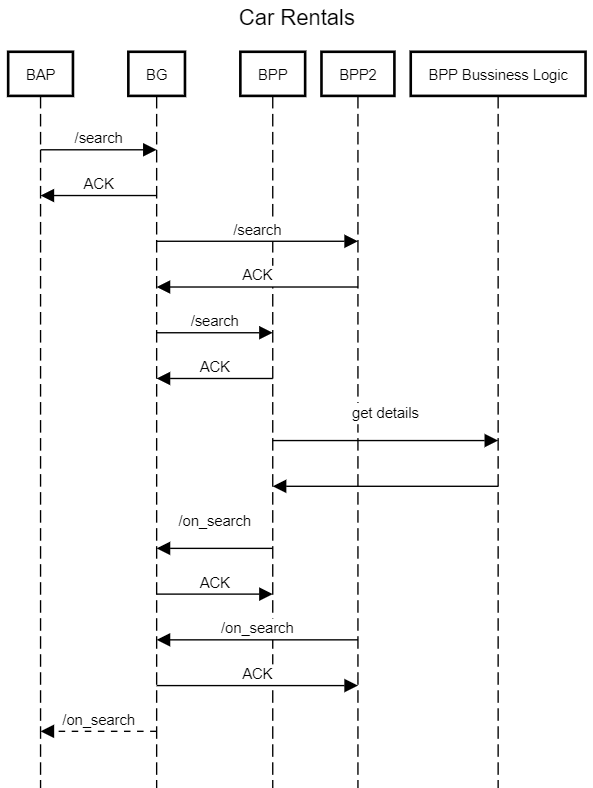 Car Rentals
BAP
BG
BPP
BPP2
BPP Bussiness Logic
/search
ACK
/search
ACK
/search
ACK
get details
/on_search
ACK
/on_search
ACK
/on_search